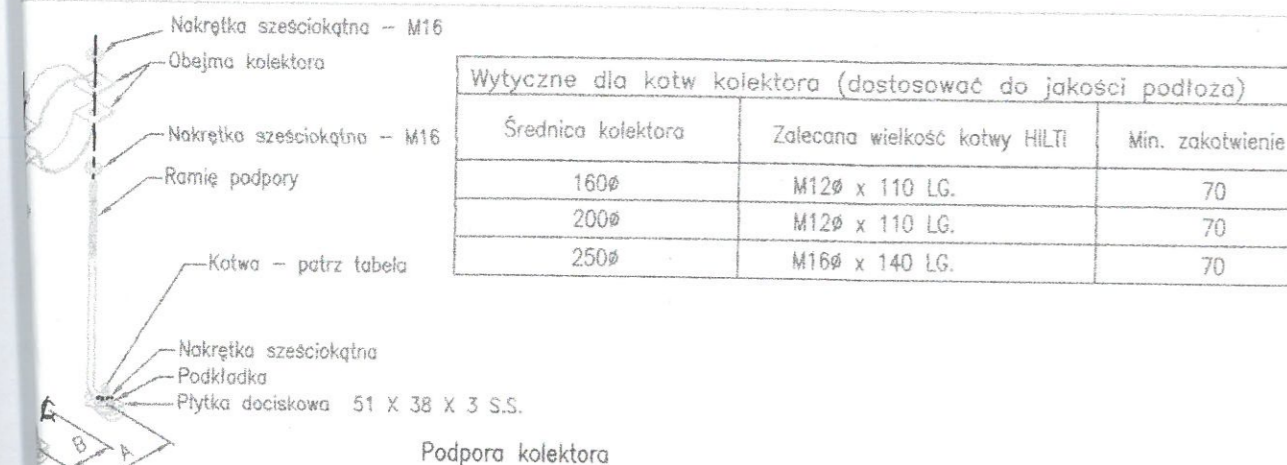 Nakrętka sześciokątna – M16
Obejma kolektora
Nakrętka sześciokątna – M16
Ramię podpory
Kotwa – patrz tabela
Nakrętka sześciokątna
Podkładka
Płytka dociskowa 51 X 38 X 3 S.S.
B A
Podpora kolektora
Wytyczne dla kotw kolektora (dostosować do jakości podłoża)
Średnica kolektora Zalecana wielkość kotwy HILTI Min. zakotwienie
160ø M12ø x 110 LG. 70
200ø M12ø x 110 LG. 70
250ø M16ø x 140 LG. 70